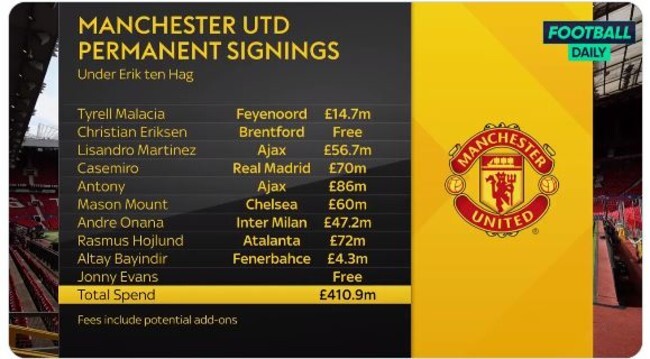 MANCHESTER UTD
PERMANENT SIGNINGS
Under Erik ten Hag
FOOTBALL
DAILY
Tyrell Malacia Feyenoord £14.7m
Christian Eriksen Brentford Free
Lisandro Martinez Ajax £56.7m
Casemiro Real Madrid £70m
Antony Ajax £86m
Mason Mount Chelsea £60m
Andre Onana Inter Milan £47.2m
Rasmus Hojlund Atalanta £72m
Altay Bayindir Fenerbahce £4.3m
Jonny Evans Free
Total Spend £410.9m
Fees include potential add-ons
MANCHESTER
UNITED
®